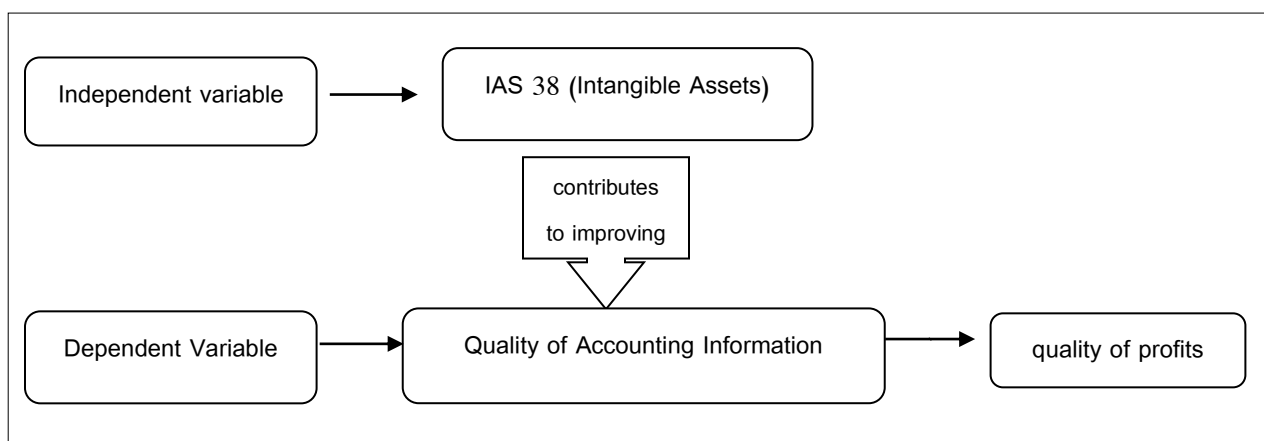 Independent variable
IAS 38 (Intangible Assets)
contributes
to improving
Dependent Variable
Quality of Accounting Information
quality of profits